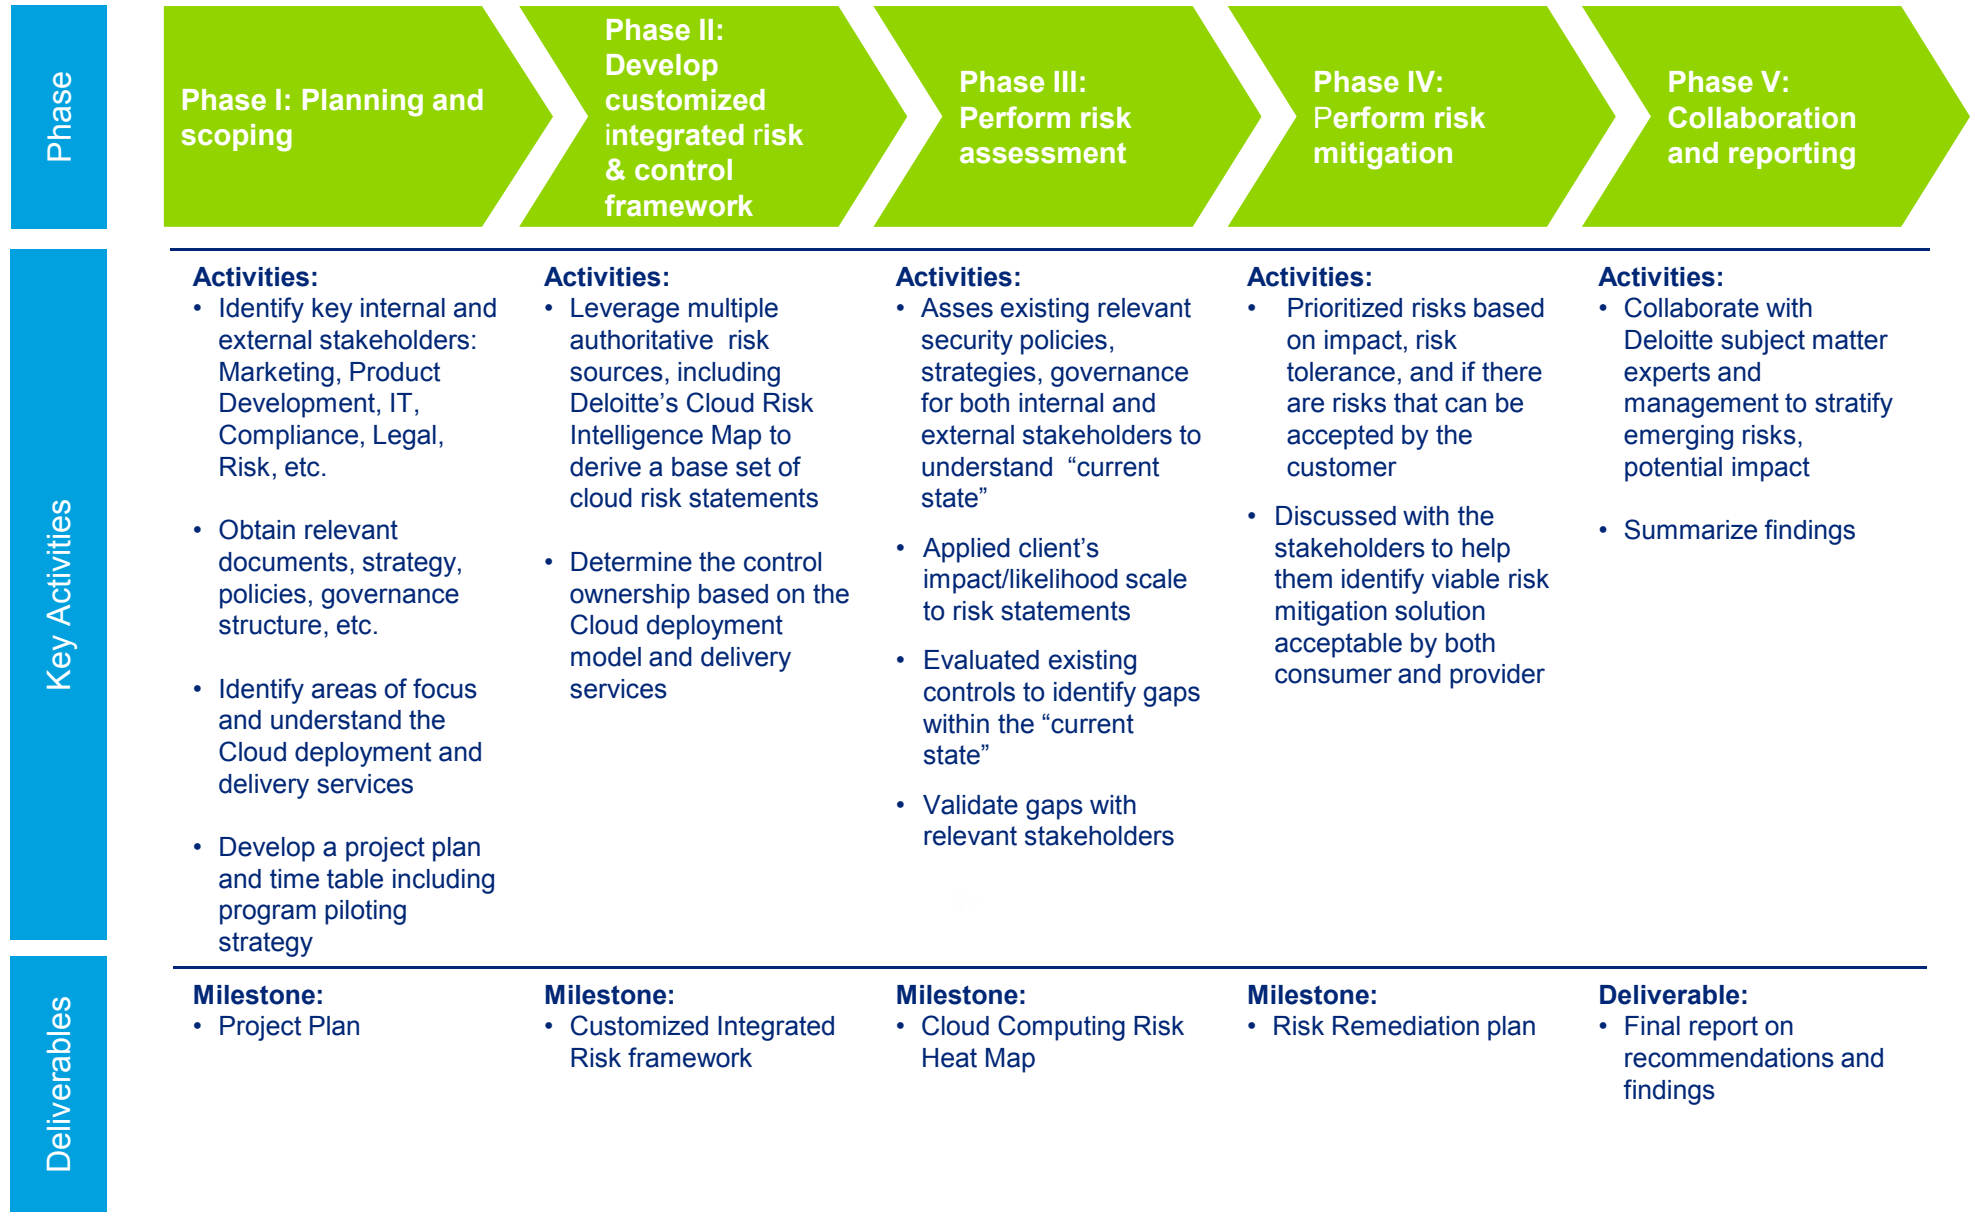 Phase
Phase I: Planning and
scoping
Phase II:
Develop
customized
integrated risk
& control
framework
Phase III:
Perform risk
assessment
Phase IV:
Perform risk
mitigation
Phase V:
Collaboration
and reporting
Key Activities
Activities:
• Identify key internal and
external stakeholders:
Marketing, Product
Development, IT,
Compliance, Legal,
Risk, etc.
• Obtain relevant
documents, strategy,
policies, governance
structure, etc.
• Identify areas of focus
and understand the
Cloud deployment and
delivery services
• Develop a project plan
and time table including
program piloting
strategy
Activities:
• Leverage multiple
authoritative risk
sources, including
Deloitte’s Cloud Risk
Intelligence Map to
derive a base set of
cloud risk statements
• Determine the control
ownership based on the
Cloud deployment
model and delivery
services
Activities:
• Asses existing relevant
security policies,
strategies, governance
for both internal and
external stakeholders to
understand “current
state”
• Applied client’s
impact/likelihood scale
to risk statements
• Evaluated existing
controls to identify gaps
within the “current
state”
• Validate gaps with
relevant stakeholders
Activities:
• Prioritized risks based
on impact, risk
tolerance, and if there
are risks that can be
accepted by the
customer
• Discussed with the
stakeholders to help
them identify viable risk
mitigation solution
acceptable by both
consumer and provider
Activities:
• Collaborate with
Deloitte subject matter
experts and
management to stratify
emerging risks,
potential impact
• Summarize findings
Deliverables
Milestone:
• Project Plan
Milestone:
• Customized Integrated
Risk framework
Milestone:
• Cloud Computing Risk
Heat Map
Milestone:
• Risk Remediation plan
Deliverable:
• Final report on
recommendations and
findings